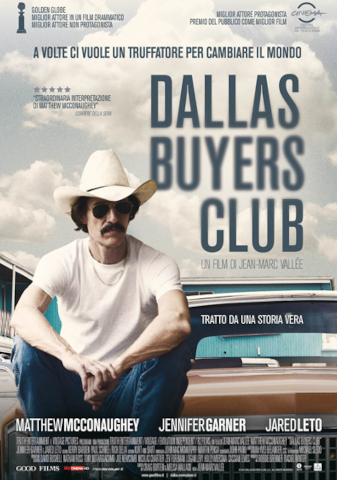 GOLDEN GLOBE
MIGLIOR ATTORE IN UN FILM DRAMMATICO
MIGLIOR ATTORE NON PROTAGONISTA
MIGLIOR ATTORE PROTAGONISTA
PREMIO DEL PUBBLICO COME MIGLIOR FILM
A VOLTE CI VUOLE UN TRUFFATORE PER CAMBIARE IL MONDO
"STRAORDINARIA INTERPRETAZIONE
DI MATTHEW MCCONAUGHEY"
CORRIERE DELLA SERA
DALLAS
BUYERS
CLUB
UN FILM DI JEAN-MARC VALLÉE
TRATTO DA UNA STORIA VERA
MATTHEW MCCONAUGHEY JENNIFER GARNER JARED LETO
GOOD FILMS